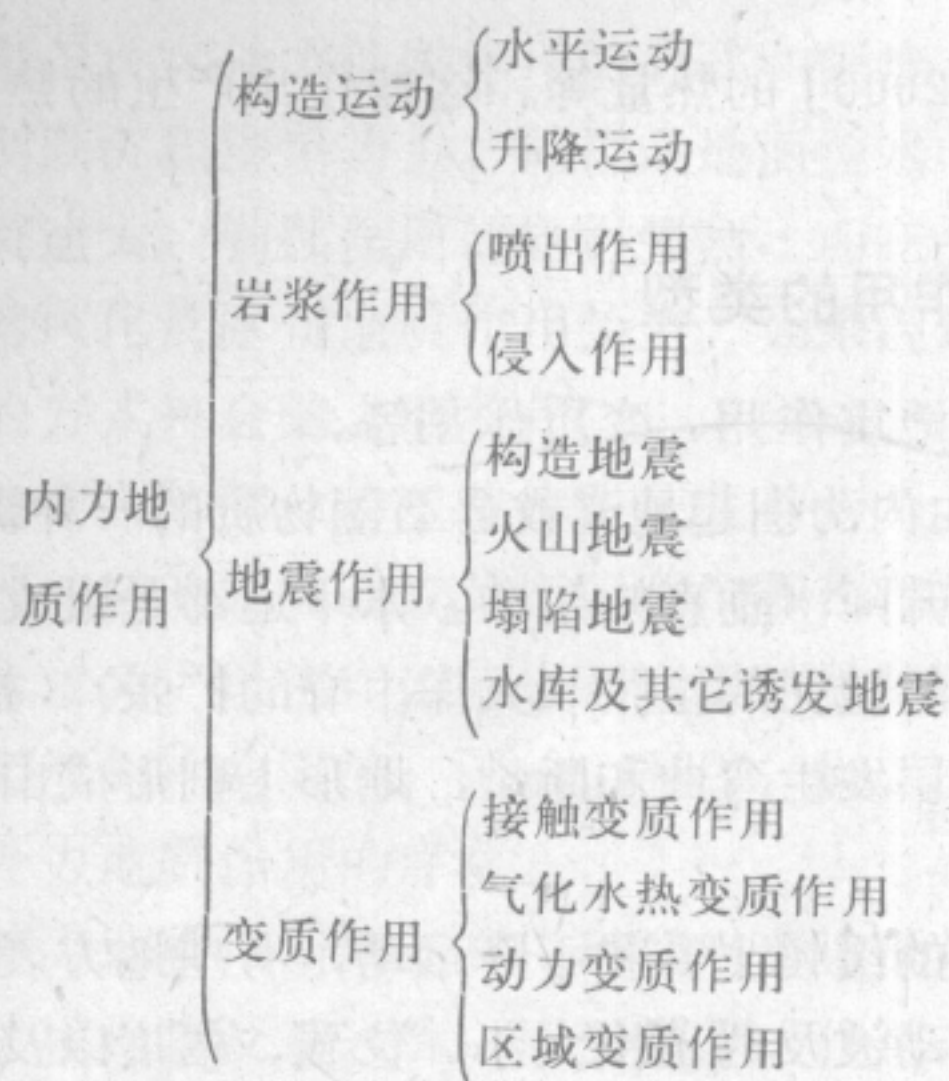 内力地
质作用
构造运动
水平运动
升降运动
岩浆作用
喷出作用
侵入作用
地震作用
构造地震
火山地震
塌陷地震
水库及其它诱发地震
变质作用
接触变质作用
气化水热变质作用
动力变质作用
区域变质作用